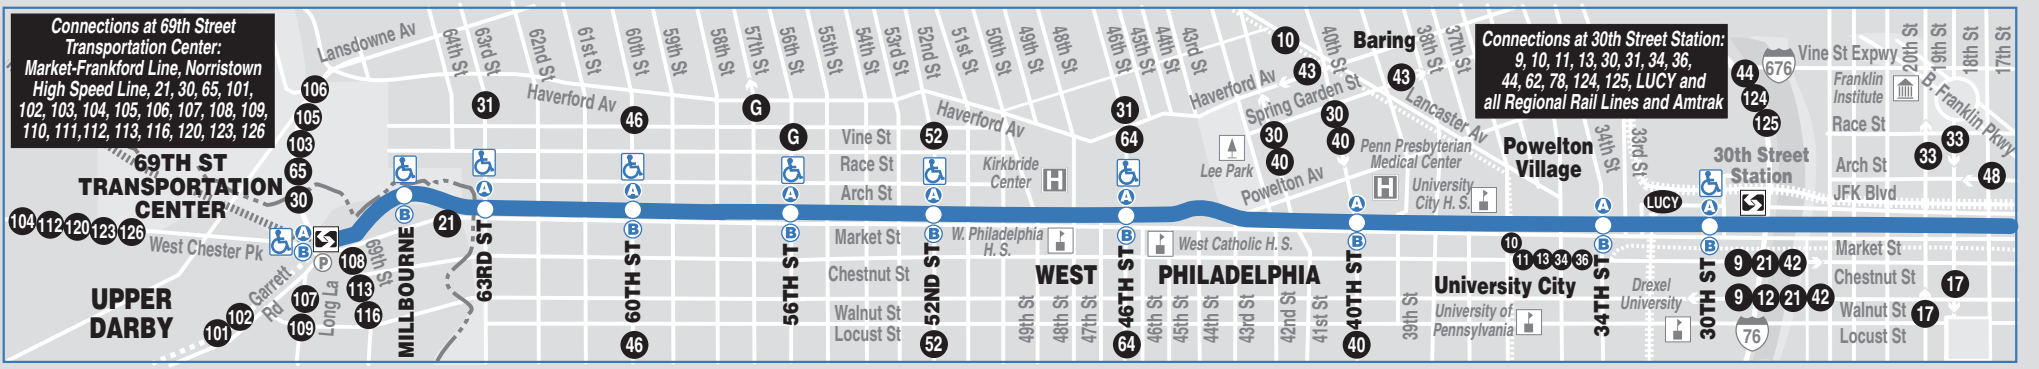 Connections at 69th Street
Transportation Center:
Market-Frankford Line, Norristown
High Speed Line, 21, 30, 65, 101,
102, 103, 104, 105, 106, 107, 108, 109,
110, 111,112, 113, 116, 120, 123, 126
69TH ST
TRANSPORTATION
CENTER
104 112 120 123 126
West Chester Pk
UPPER
DARBY
101 102
Garrett
Rd
106
105
103
65
30
A
B
P
107
109
Long La
108
113
116
69th St
Lansdowne Av
MILLBOURNE
B
21
64th St
63rd St
62nd St
61st St
60th St
59th St
58th St
57th St
56th St
55th St
54th St
53rd St
52nd St
51st St
50th St
49th St
48th St
46th St
45th St
44th St
43rd St
31
A
63RD ST
Haverford Av
46
A
B
60TH ST
46
G
G
A
B
56TH ST
Vine St
Race St
Arch St
Market St
Chestnut St
Walnut St
Locust St
52
A
B
52ND ST
52
Haverford Av
Kirkbride
Center
H
W. Philadelphia
H. S.
WEST PHILADELPHIA
31
64
A
B
46TH ST
64
West Catholic H. S.
49th St
48th St
47th St
46th St
45th St
44th St
43rd St
42nd St
41st St
10
43
Haverford Av
Spring Garden St
30
40
Lee Park
Powelton Av
40th St
Baring
43
38th St
37th St
30
40
Lancaster Av
Penn Presbyterian
Medical Center
H
University
City H. S.
A
B
40TH ST
40
39th St
Connections at 30th Street Station:
9, 10, 11, 13, 30, 31, 34, 36,
44, 62, 78, 124, 125, LUCY and
all Regional Rail Lines and Amtrak
Powelton
Village
34th St
33rd St
10
11 13 34 36
University City
University of
Pennsylvania
A
B
34TH ST
Drexel
University
LUCY
30th Street
Station
A
B
30TH ST
44
124
125
676
9 21 42
9 12 21 42
76
Vine St Expwy
Franklin
Institute
20th St
19th St
18th St
17th St
B. Franklin Pkwy
Race St
Arch St
JFK Blvd
33
33
48
Market St
Chestnut St
Walnut St
Locust St
17
17